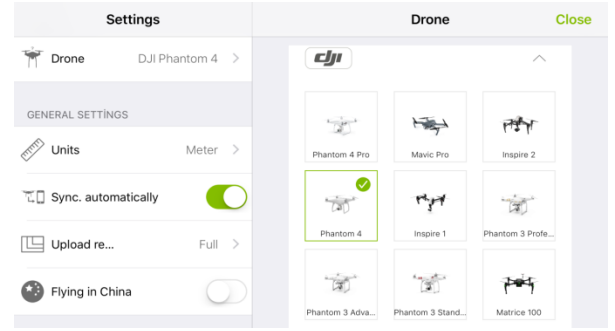 Settings
Drone
Close
Drone DJI Phantom 4
dji
GENERAL SETTİNGS
Units Meter
Sync. automatically
Upload re... Full
Flying in China
Phantom 4 Pro Mavic Pro Inspire 2
Phantom 4 Inspire 1 Phantom 3 Profe...
Phantom 3 Adva... Phantom 3 Stand... Matrice 100